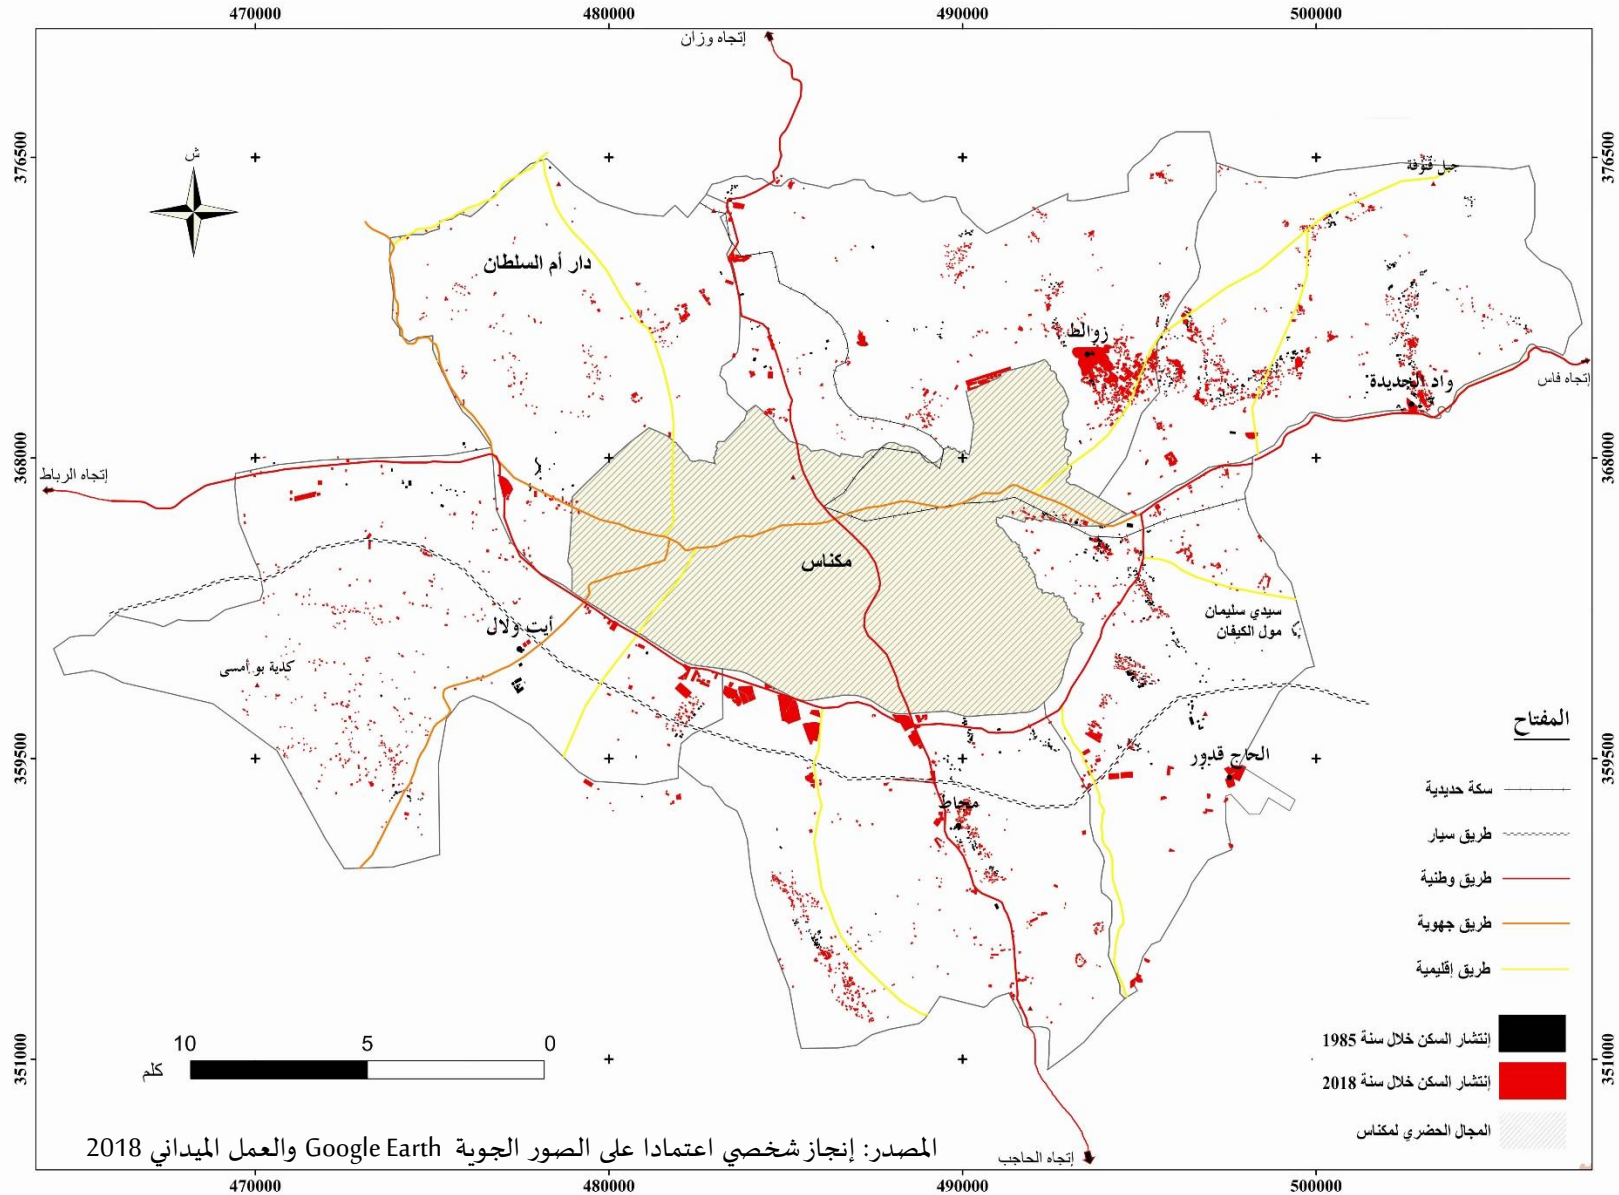 470000
480000
490000
500000
إتجاه وزان
376500
376500
ش
جبل قنوفة
دار أم السلطان
زوالط
واد الجديدة
إتجاه فاس
368000
368000
إتجاه الرباط
مكناس
سيدي سليمان
مول الكيفان
أيت ولال
كدية بو أمسى
المفتاح
359500
359500
الحاج قدور
سكة حديدية
مجاط
طريق سيار
طريق وطنية
طريق جهوية
طريق إقليمية
إنتشار السكن خلال سنة 1985
10 5 0
كلم
351000
351000
إنتشار السكن خلال سنة 2018
المجال الحضري لمكناس
المصدر: إنجاز شخصي اعتمادا على الصور الجوية Google Earth والعمل الميداني 2018
إتجاه الحاجب
470000
480000
490000
500000